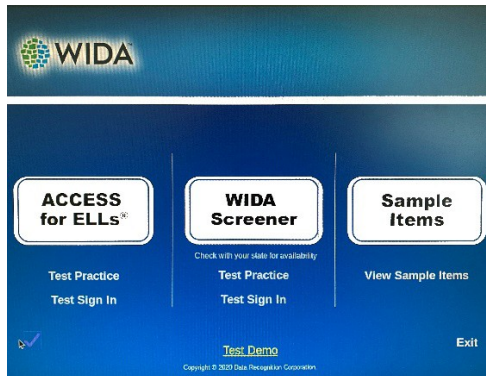 WIDA
ACCESS
for ELLs®
Test Practice
Test Sign In
WIDA
Screener
Check with your state for availability
Test Practice
Test Sign In
Sample
Items
View Sample Items
Test Demo
Exit
Copyright © 2020 Data Recognition Corporation.